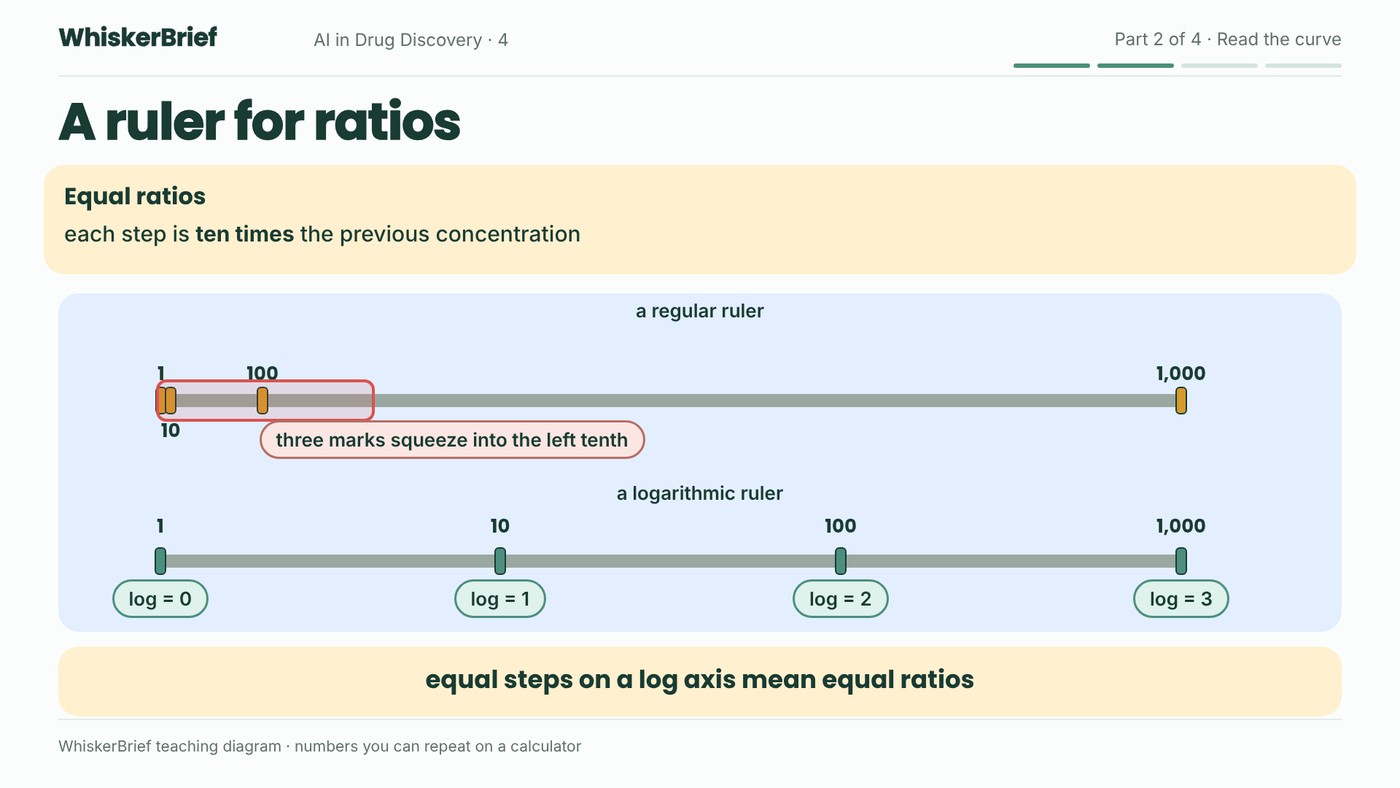 WhiskerBrief
AI in Drug Discovery · 4
Part 2 of 4 · Read the curve
A ruler for ratios
Equal ratios
each step is ten times the previous concentration
a regular ruler
1
100
1,000
10
three marks squeeze into the left tenth
a logarithmic ruler
1
10
100
1,000
log = 0
log = 1
log = 2
log = 3
equal steps on a log axis mean equal ratios
WhiskerBrief teaching diagram · numbers you can repeat on a calculator